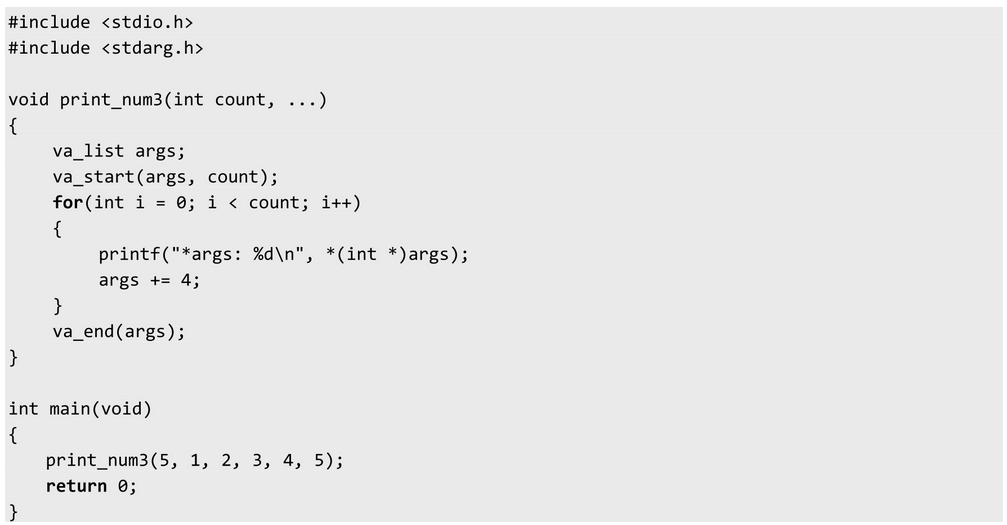 #include <stdio.h>
#include <stdarg.h>
void print_num3(int count, ...)
{
    va_list args;
    va_start(args, count);
    for(int i = 0; i < count; i++)
    {
        printf("*args: %d\n", *(int *)args);
        args += 4;
    }
    va_end(args);
}
int main(void)
{
    print_num3(5, 1, 2, 3, 4, 5);
    return 0;
}